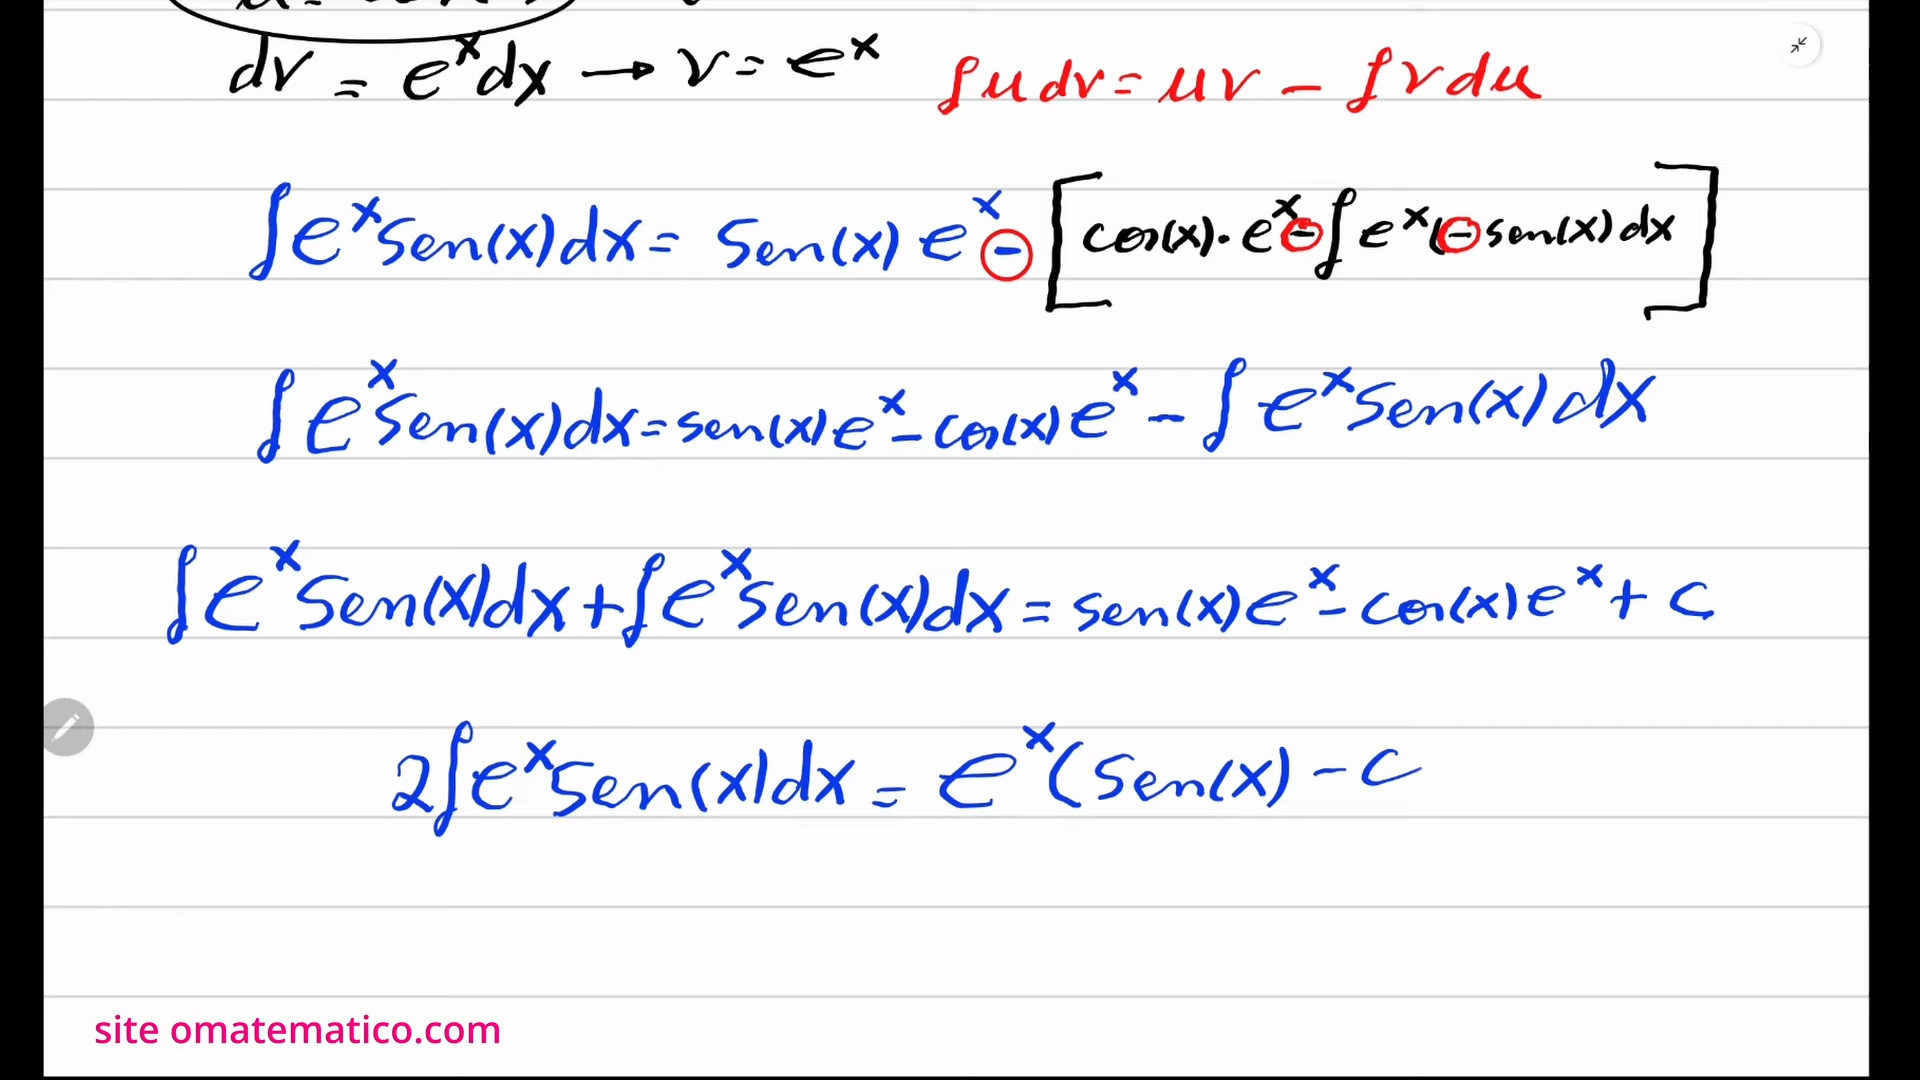 dv = e^x dx → v = e^x ∫u dv = uv - ∫v du
∫e^x sen(x) dx = sen(x) e^x - [cos(x) · e^x - ∫e^x (- sen(x) dx]
∫e^x sen(x) dx = sen(x) e^x - cos(x) e^x - ∫e^x sen(x) dx
∫e^x sen(x) dx + ∫e^x sen(x) dx = sen(x) e^x - cos(x) e^x + c
2∫e^x sen(x) dx = e^x (sen(x) - c
site omatematico.com